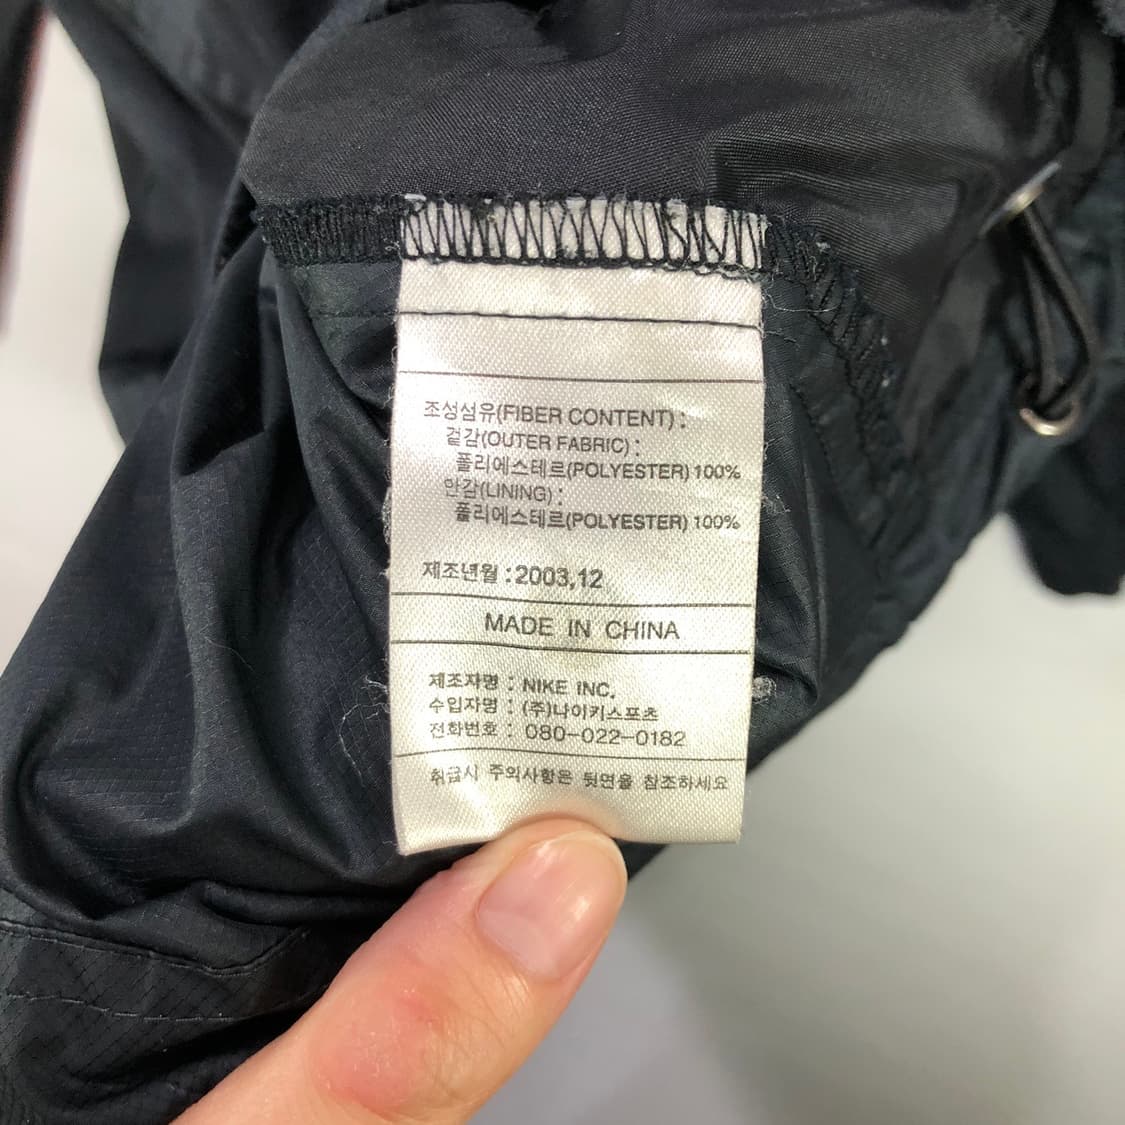 조성섬유(FIBER CONTENT) :
겉감(OUTER FABRIC) :
폴리에스테르(POLYESTER) 100%
안감(LINING) :
폴리에스테르(POLYESTER) 100%
제조년월 : 2003,12
MADE IN CHINA
제조자명 : NIKE INC.
수입자명 : (주)나이키스포츠
전화번호 : 080-022-0182
취급시 주의사항은 뒷면을 참조하세요